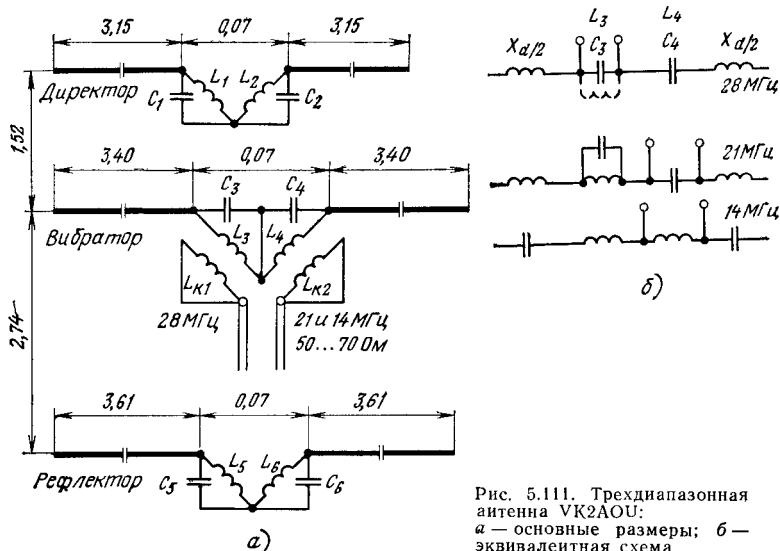 3,15 0,07 3,15
L1 L2
C1 C2
Директор
1,52
3,40 0,07 3,40
C3 C4
Вибратор
L3 L4
Lк1 Lк2
28 МГц 21 и 14 МГц
50...70 Ом
2,74
3,61 0,07 3,61
L5 L6
Рефлектор
C5 C6
а)
L3 L4
Xd/2 C3 C4 Xd/2
28 МГц
21 МГц
14 МГц
б)
Рис. 5.111. Трехдиапазонная
антенна VK2AOU:
а — основные размеры; б —
эквивалентная схема